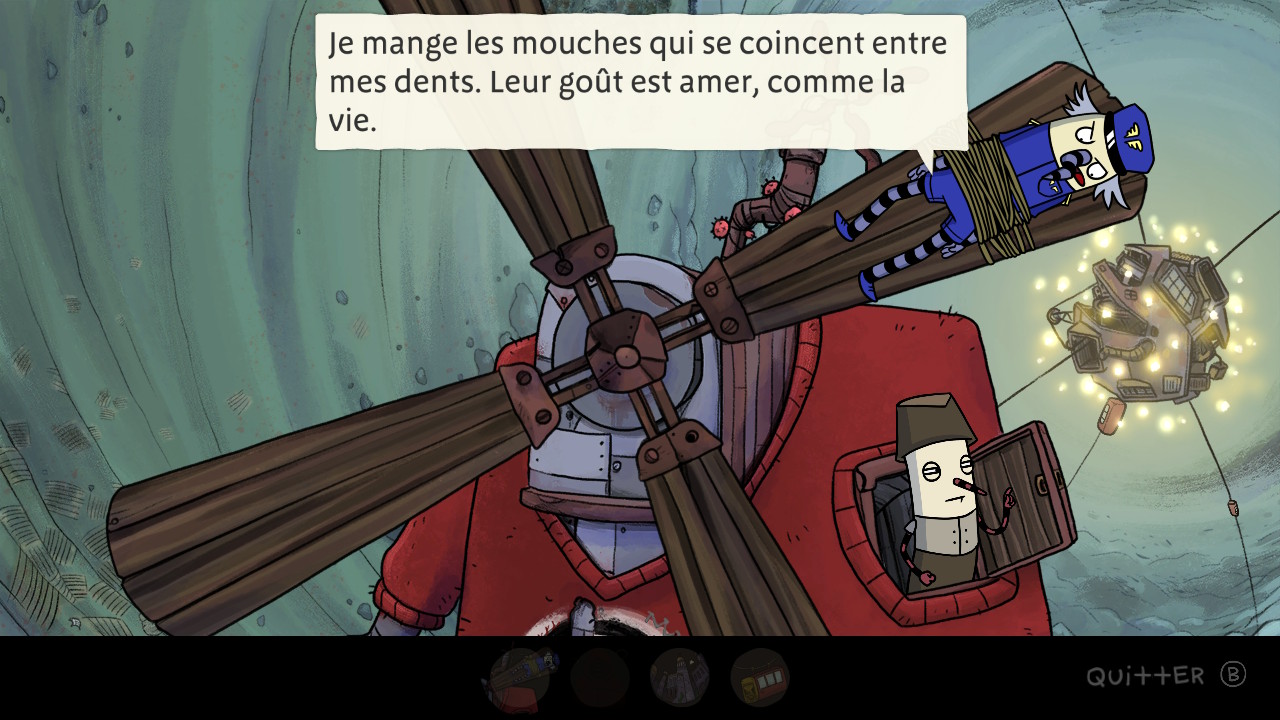 Je mange les mouches qui se coincent entre
mes dents. Leur goût est amer, comme la
vie.
QUittER B